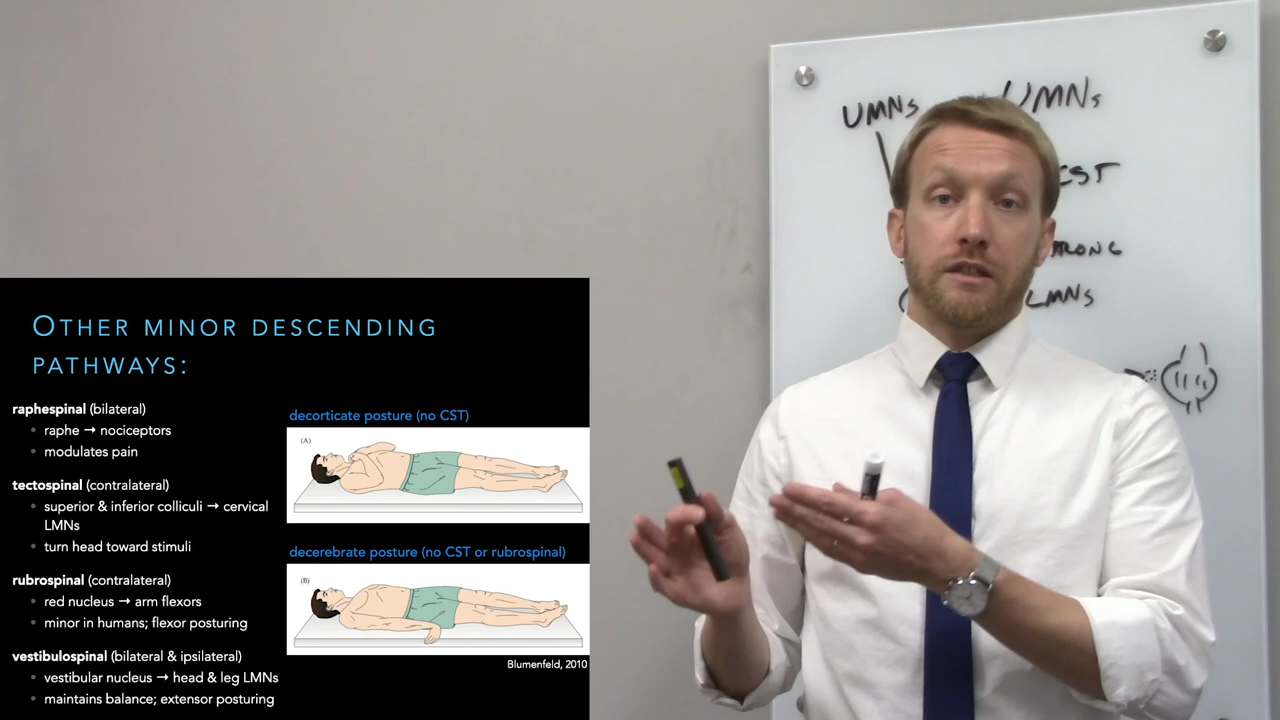 OTHER MINOR DESCENDING
PATHWAYS:
raphespinal (bilateral)
• raphe → nociceptors
• modulates pain
tectospinal (contralateral)
• superior & inferior colliculi → cervical
LMNs
• turn head toward stimuli
rubrospinal (contralateral)
• red nucleus → arm flexors
• minor in humans; flexor posturing
vestibulospinal (bilateral & ipsilateral)
• vestibular nucleus → head & leg LMNs
• maintains balance; extensor posturing
decorticate posture (no CST)
(A)
decerebrate posture (no CST or rubrospinal)
(B)
Blumenfeld, 2010
UMNs
UMNs
CST
LMNs